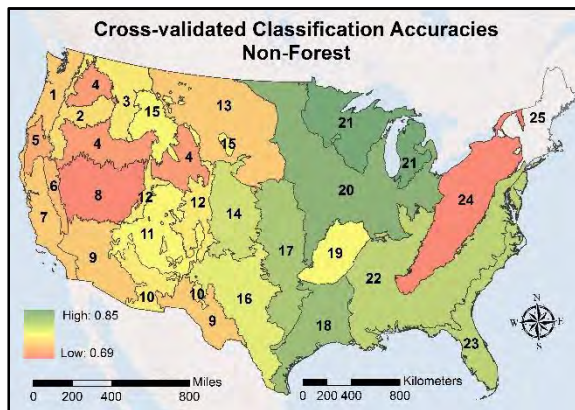 Cross-validated Classification Accuracies
Non-Forest
1
4
3
15
13
2
5
4
4
15
21
21
25
6
8
12
12
14
20
24
7
11
17
19
9
10
10
9
16
22
18
23
High: 0.85
Low: 0.69
N
W E
S
Miles
0 200 400 800
Kilometers
0 200 400 800